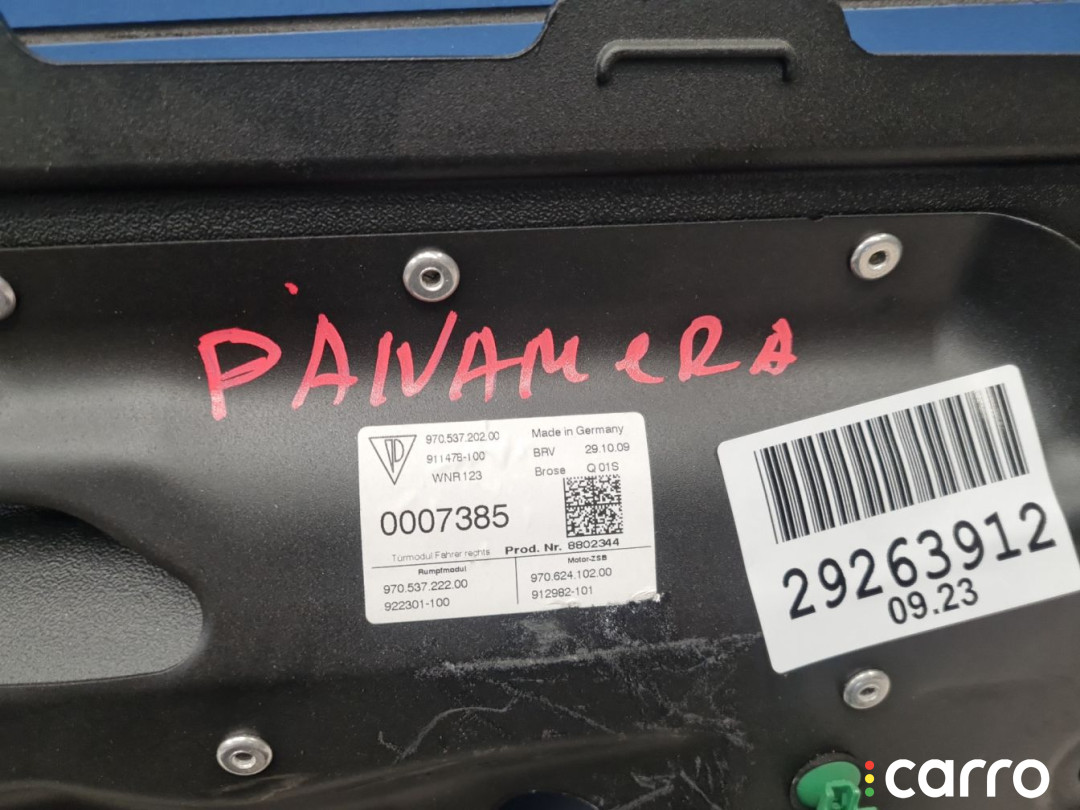 PANAMERA
970.537.202.00
911478-100
WNR 123
Made in Germany
BRV 29.10.09
Brose Q 01S
0007385
Türmodul Fahrer rechts Prod. Nr. 8802344
Rumpfmodul
970.537.222.00
922301-100
Motor-ZSB
970.624.102.00
912982-101
29263912
09.23
carro